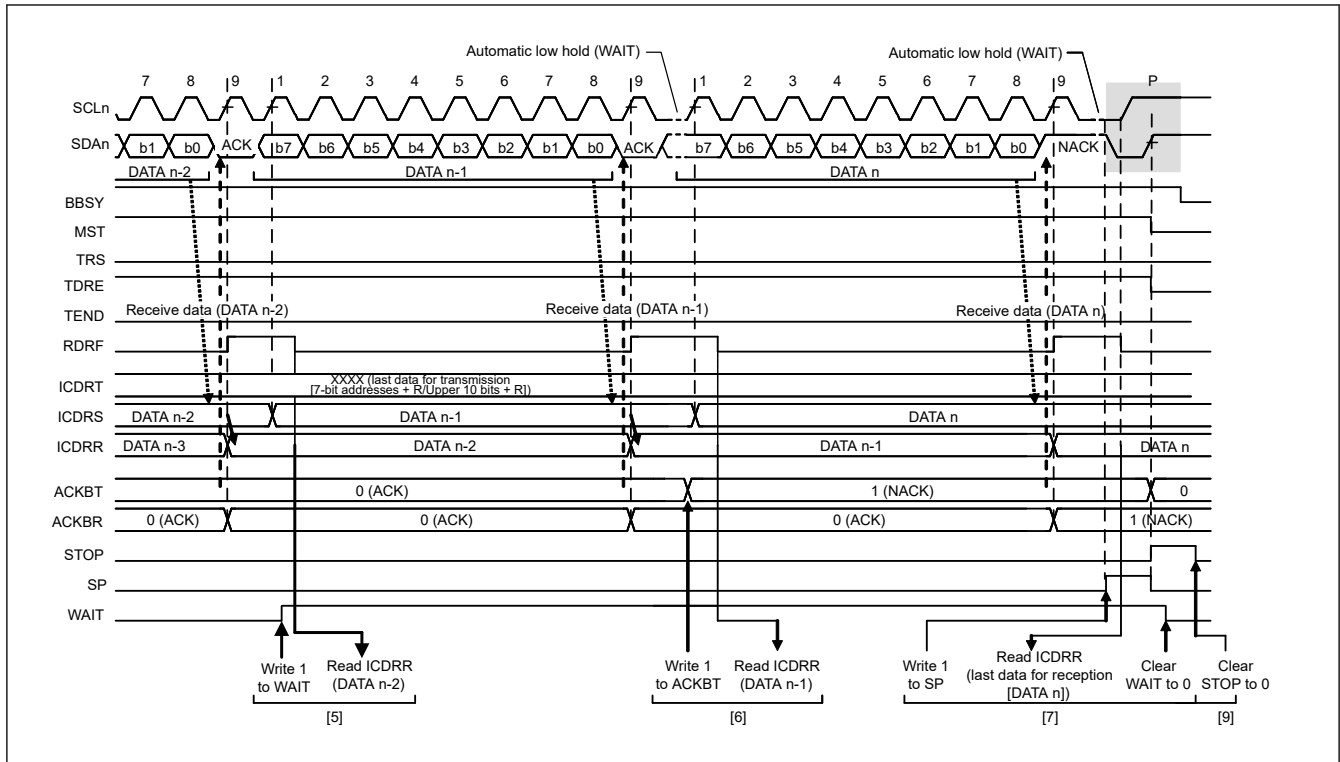 Automatic low hold (WAIT)
Automatic low hold (WAIT)
7 8 9 1 2 3 4 5 6 7 8 9 1 2 3 4 5 6 7 8 9 P
SCLn
SDAn b1 b0 ACK b7 b6 b5 b4 b3 b2 b1 b0 ACK b7 b6 b5 b4 b3 b2 b1 b0 NACK
DATA n-2 DATA n-1 DATA n
BBSY
MST
TRS
TDRE
Receive data (DATA n-2) Receive data (DATA n-1) Receive data (DATA n)
TEND
RDRF
XXXX (last data for transmission
[7-bit addresses + R/Upper 10 bits + R])
ICDRT
ICDRS DATA n-2 DATA n-1 DATA n
ICDRR DATA n-3 DATA n-2 DATA n-1 DATA n
ACKBT 0 (ACK) 1 (NACK) 0
ACKBR 0 (ACK) 0 (ACK) 0 (ACK) 1 (NACK)
STOP
SP
WAIT
Write 1
to WAIT
Read ICDRR
(DATA n-2)
[5]
Write 1
to ACKBT
Read ICDRR
(DATA n-1)
[6]
Write 1
to SP
Read ICDRR
(last data for reception
[DATA n])
Clear
WAIT to 0
[7]
Clear
STOP to 0
[9]